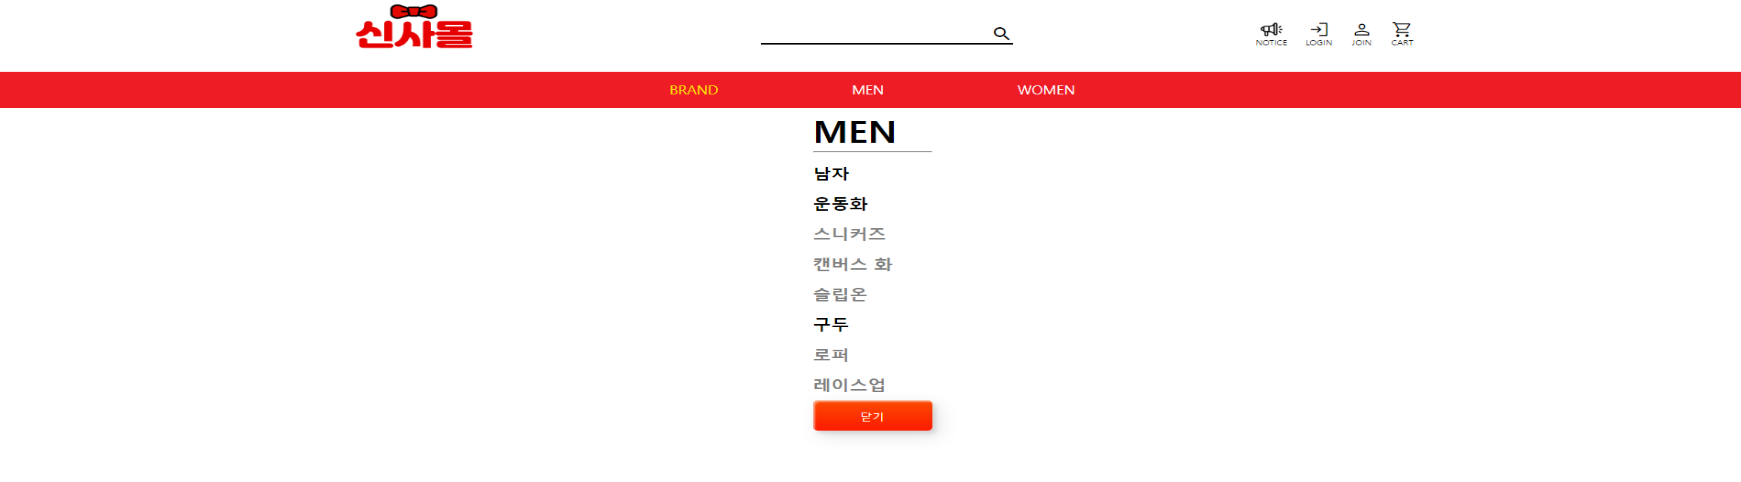 신사몰
NOTICE LOGIN JOIN CART
BRAND MEN WOMEN
MEN
남자
운동화
스니커즈
캔버스 화
슬립온
구두
로퍼
레이스업
닫기